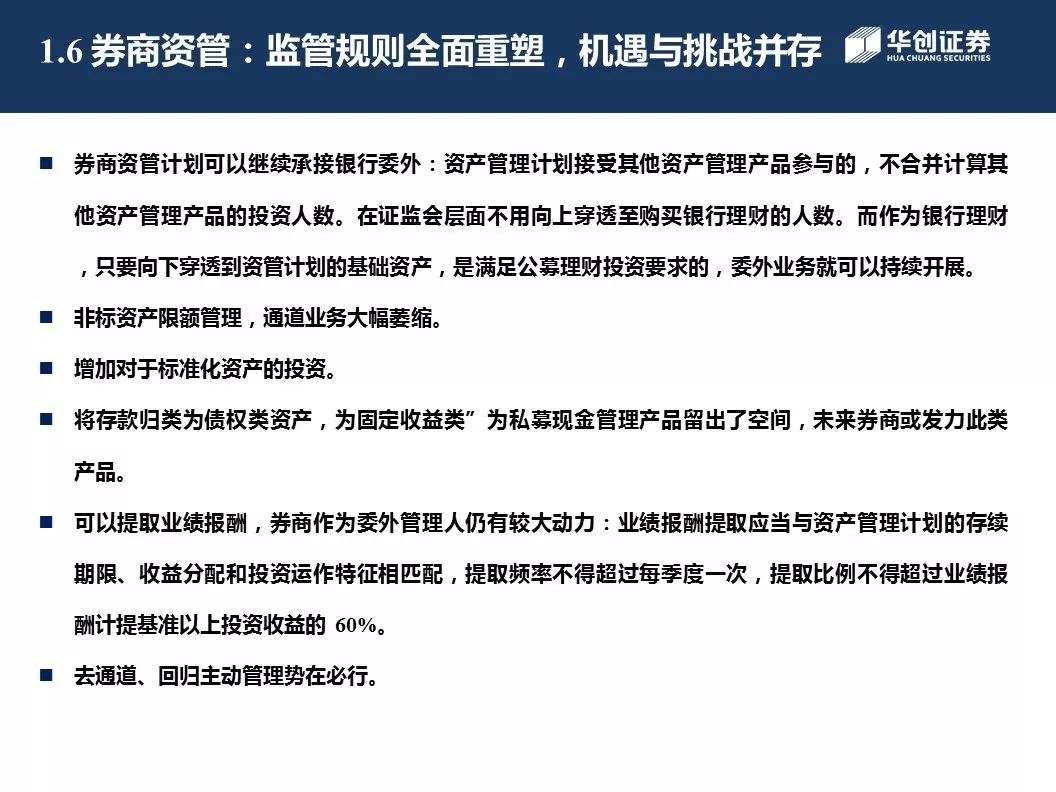 1.6 券商资管：监管规则全面重塑，机遇与挑战并存
华创证券
HUA CHUANG SECURITIES
券商资管计划可以继续承接银行委外：资产管理计划接受其他资产管理产品参与的，不合并计算其
他资产管理产品的投资人数。在证监会层面不用向上穿透至购买银行理财的人数。而作为银行理财
，只要向下穿透到资管计划的基础资产，是满足公募理财投资要求的，委外业务就可以持续开展。
非标资产限额管理，通道业务大幅萎缩。
增加对于标准化资产的投资。
将存款归类为债权类资产，为固定收益类”为私募现金管理产品留出了空间，未来券商或发力此类
产品。
可以提取业绩报酬，券商作为委外管理人仍有较大动力：业绩报酬提取应当与资产管理计划的存续
期限、收益分配和投资运作特征相匹配，提取频率不得超过每季度一次，提取比例不得超过业绩报
酬计提基准以上投资收益的 60%。
去通道、回归主动管理势在必行。